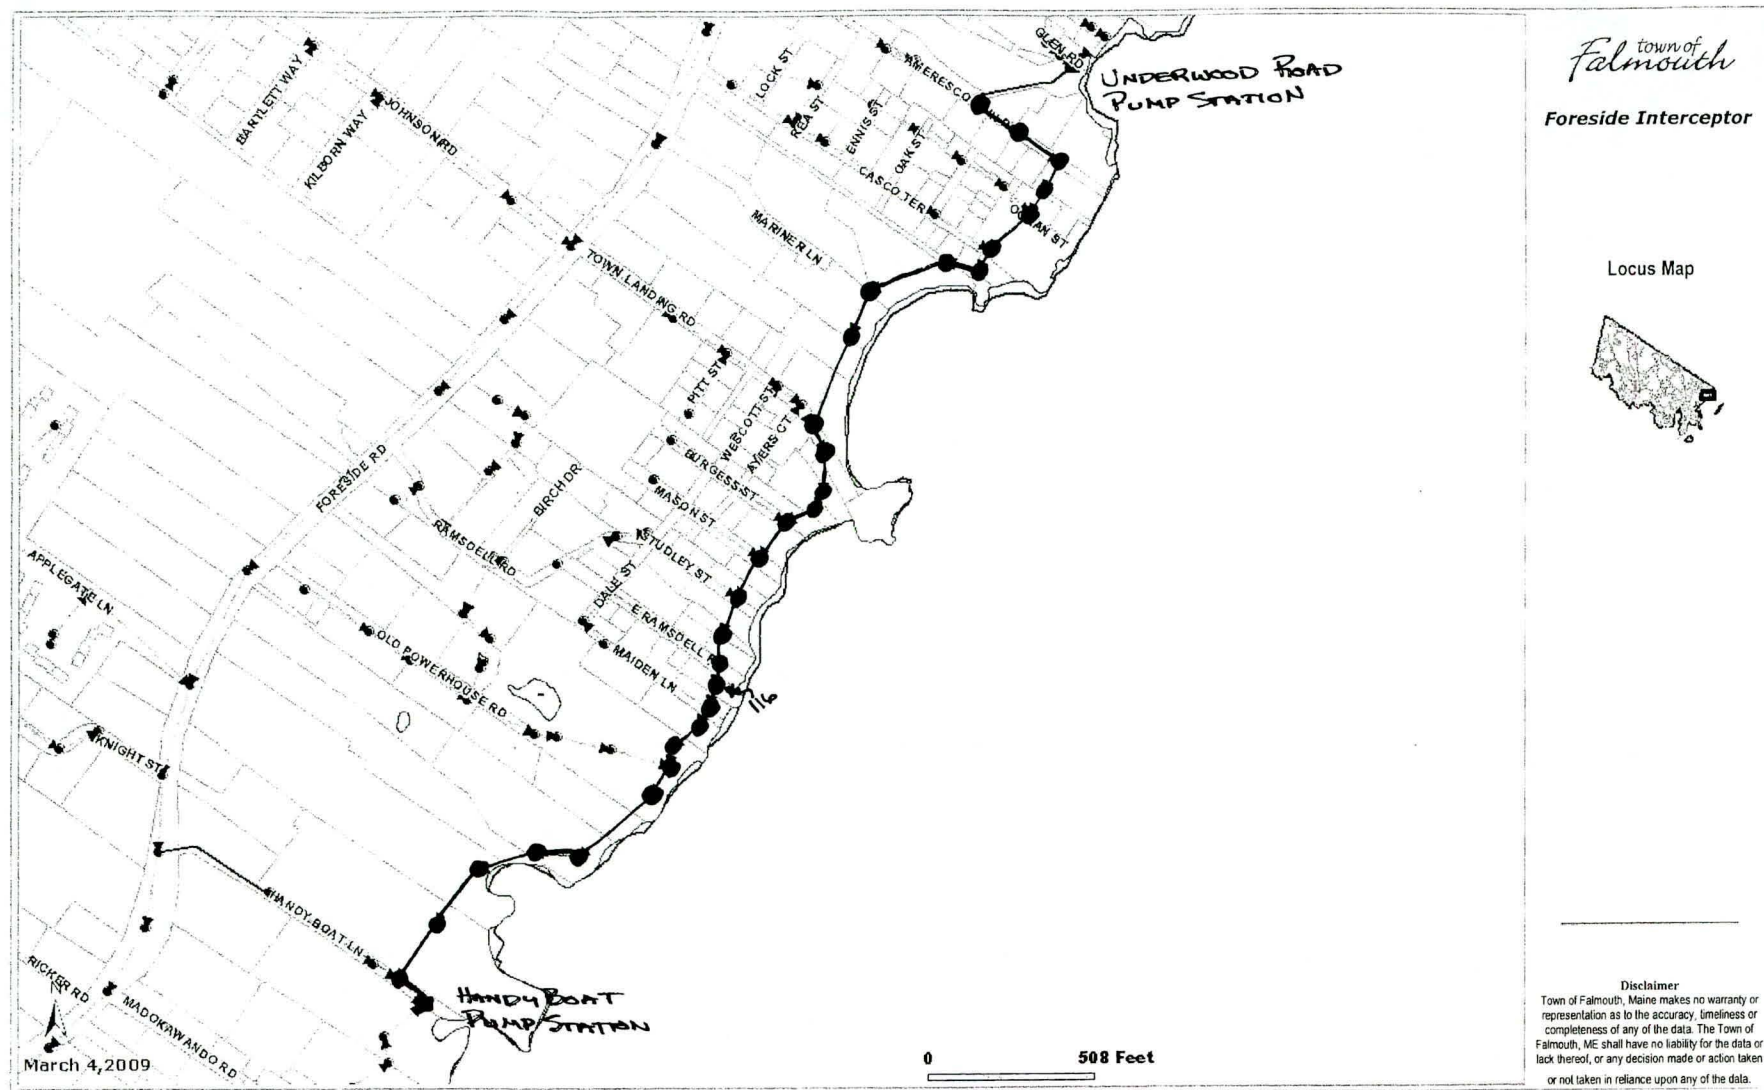 town of
Falmouth
Foreside Interceptor
Locus Map
UNDERWOOD ROAD
PUMP STATION
GLEN RD
BARTLETT WAY
KILBORN WAY
JOHNSON RD
LOCK ST
REA ST
ENNIS ST
OAK ST
CASCO TER
OCEAN ST
MARINER LN
TOWN LANDING RD
PITT ST
WESCOTT ST
AYERS CT
BURGESS ST
MASON ST
STUDLEY ST
DALE ST
E RAMSDELL R
MAIDEN LN
116
FORESIDE RD
BIRCH DR
RAMSDELL RD
OLD POWERHOUSE RD
APPLEGATE LN
KNIGHT ST
HANDY BOAT LN
RICKER RD
MADOKAWANDO RD
HANDY BOAT
PUMP STATION
N
March 4,2009
0 508 Feet
Disclaimer
Town of Falmouth, Maine makes no warranty or
representation as to the accuracy, timeliness or
completeness of any of the data. The Town of
Falmouth, ME shall have no liability for the data or
lack thereof, or any decision made or action taken
or not taken in reliance upon any of the data.